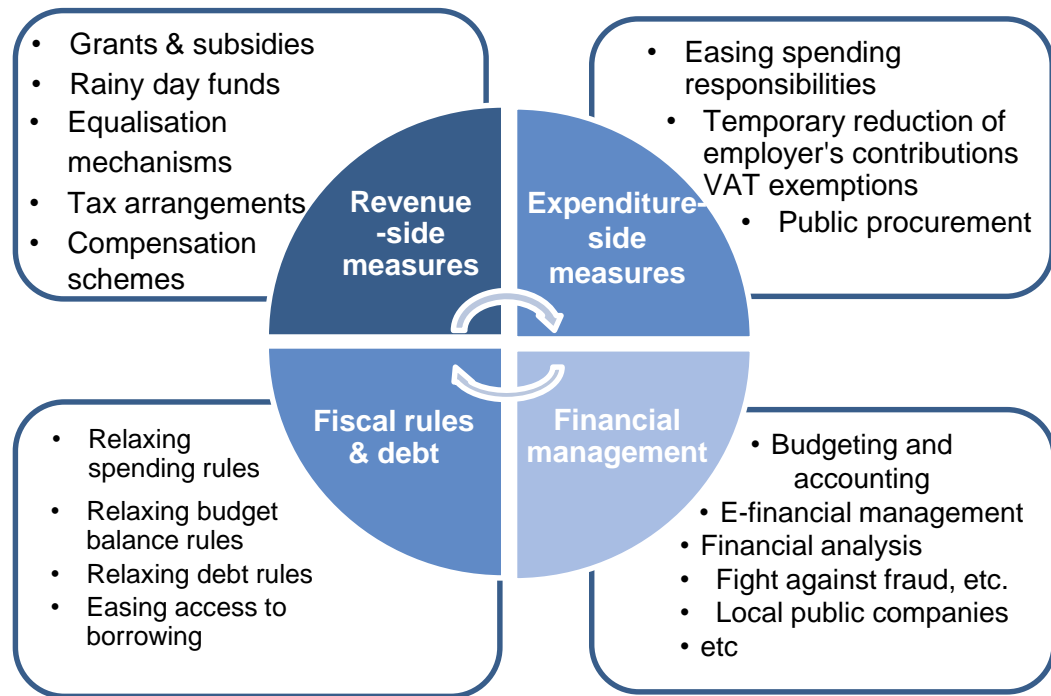 • Grants & subsidies
• Rainy day funds
• Equalisation
mechanisms
• Tax arrangements
• Compensation
schemes
Revenue
-side
measures
• Easing spending
responsibilities
• Temporary reduction of
employer's contributions
VAT exemptions
• Public procurement
Expenditure-
side
measures
• Relaxing
spending rules
• Relaxing budget
balance rules
• Relaxing debt rules
• Easing access to
borrowing
Fiscal rules
& debt
Financial
management
• Budgeting and
accounting
• E-financial management
• Financial analysis
• Fight against fraud, etc.
• Local public companies
• etc